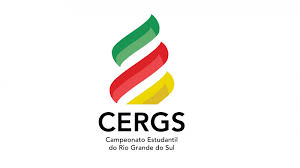 CERGS
Campeonato Estudantil
do Rio Grande do Sul